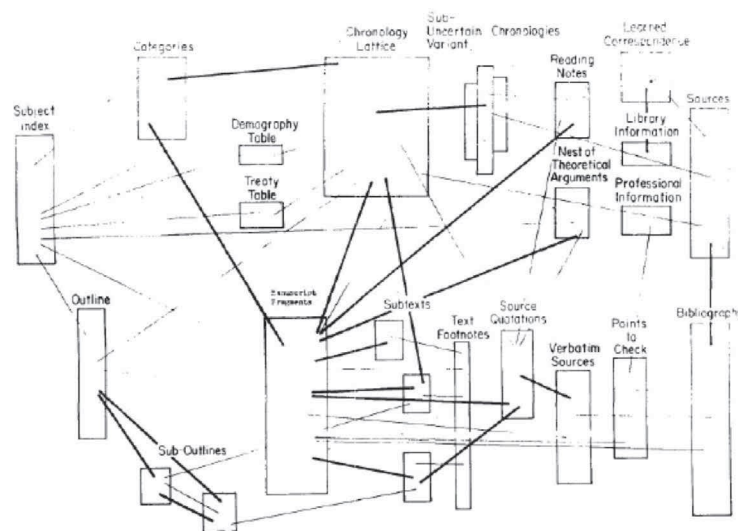 Categories
Chronology
Lattice
Sub-
Uncertain
Variant
Chronologies
Reading
Notes
Learned
Correspondence
Subject
index
Demography
Table
Library
Information
Sources
Treaty
Table
Nest of
Theoretical
Arguments
Professional
Information
Outline
Manuscript
Fragments
Subtexts
Text
Footnotes
Source
Quotations
Verbatim
Sources
Points
to
Check
Bibliograph
Sub-Outlines